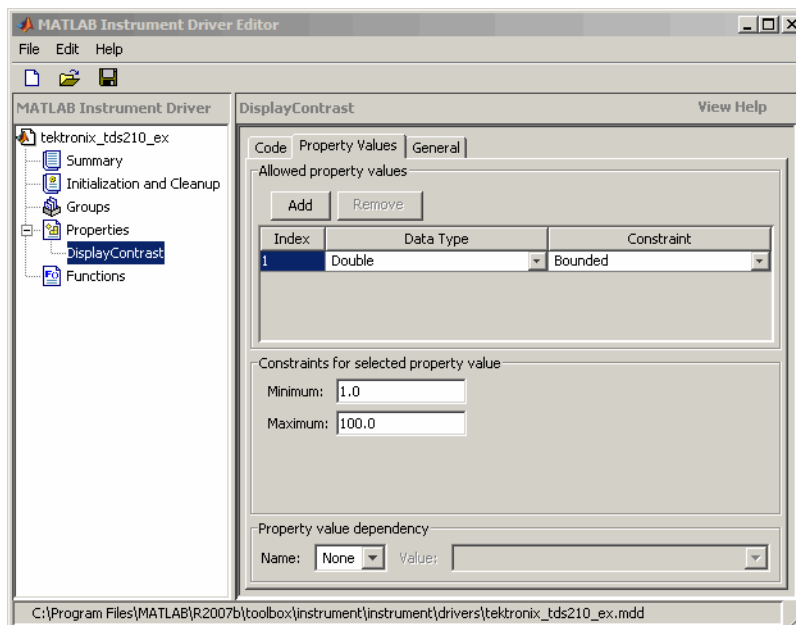 MATLAB Instrument Driver Editor
File Edit Help
MATLAB Instrument Driver
DisplayContrast View Help
tektronix_tds210_ex
Summary
Initialization and Cleanup
Groups
Properties
DisplayContrast
Functions
Code Property Values General
Allowed property values
Add Remove
Index Data Type Constraint
1 Double Bounded
Constraints for selected property value
Minimum: 1.0
Maximum: 100.0
Property value dependency
Name: None Value:
C:\Program Files\MATLAB\R2007b\toolbox\instrument\instrument\drivers\tektronix_tds210_ex.mdd